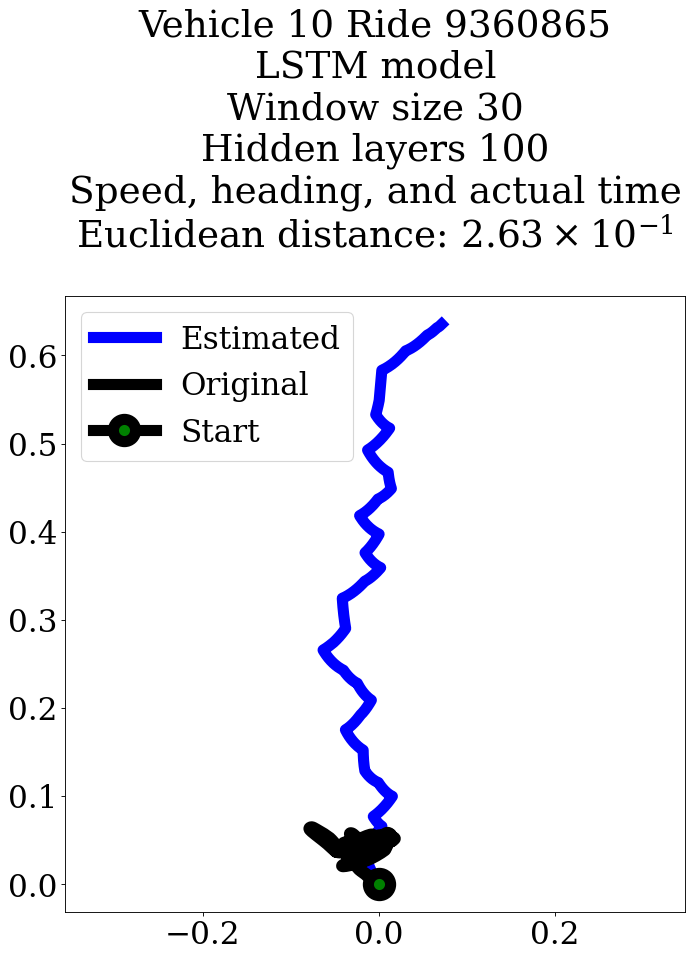 Vehicle 10 Ride 9360865
LSTM model
Window size 30
Hidden layers 100
Speed, heading, and actual time
Euclidean distance: 2.63 × 10⁻¹
Estimated
Original
Start
0.6
0.5
0.4
0.3
0.2
0.1
0.0
−0.2 0.0 0.2